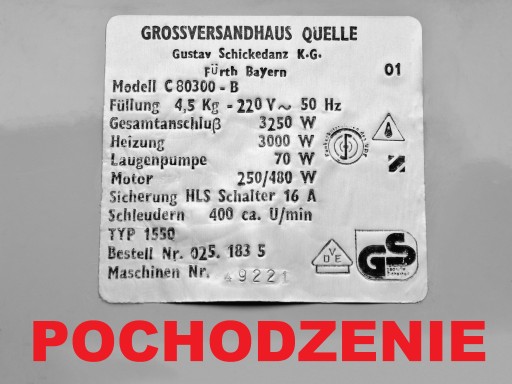 GROSSVERSANDHAUS QUELLE
Gustav Schickedanz K.G.
Fürth Bayern
01
Modell C80300-B
Füllung 4,5 Kg - 220 V~ 50 Hz
Gesamtanschluß 3250 W
Heizung 3000 W
Laugenpumpe 70 W
Motor 250/480 W
Sicherung HLS Schalter 16 A
Schleudern 400 ca. U/min
TYP 1550
Bestell Nr. 025. 183 5
Maschinen Nr. 49221
VDE
GS
POCHODZENIE